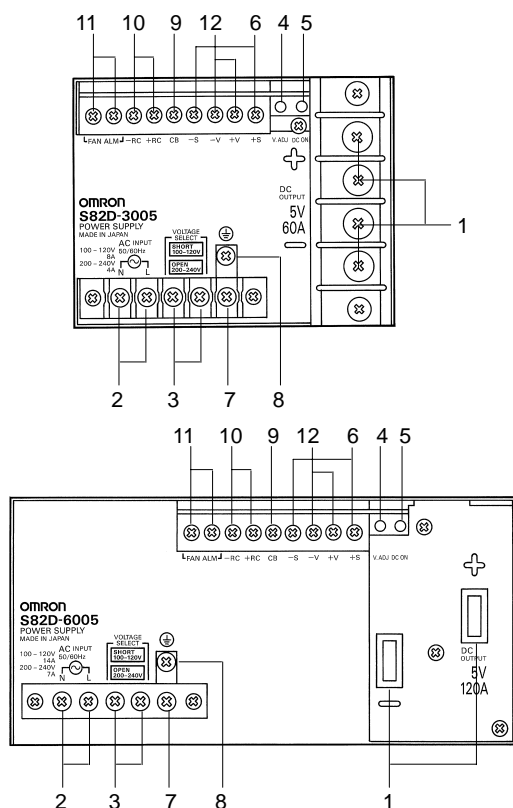 11 10 9 12 6 4 5
FAN ALM -RC +RC CB -S -V +V +S V.ADJ DC ON
OMRON
S82D-3005
POWER SUPPLY
MADE IN JAPAN
100-120V
8A
200-240V
4A
AC INPUT
50/60Hz
N L
VOLTAGE
SELECT
SHORT
100-120V
OPEN
200-240V
+
DC
OUTPUT
5V
60A
−
1
2 3 7 8
11 10 9 12 6 4 5
FAN ALM -RC +RC CB -S -V +V +S V.ADJ DC ON
OMRON
S82D-6005
POWER SUPPLY
MADE IN JAPAN
100-120V
14A
200-240V
7A
AC INPUT
50/60Hz
N L
VOLTAGE
SELECT
SHORT
100-120V
OPEN
200-240V
8
+
DC
OUTPUT
5V
120A
−
2 3 7 8 1